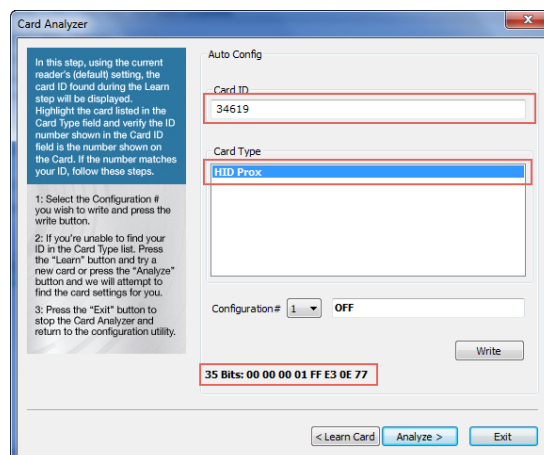 Card Analyzer
In this step, using the current
reader's (default) setting, the
card ID found during the Learn
step will be displayed.
Highlight the card listed in the
Card Type field and verify the ID
number shown in the Card ID
field is the number shown on
the Card. If the number matches
your ID, follow these steps.
1: Select the Configuration #
you wish to write and press the
write button.
2: If you're unable to find your
ID in the Card Type list. Press
the "Learn" button and try a
new card or press the "Analyze"
button and we will attempt to
find the card settings for you.
3: Press the "Exit" button to
stop the Card Analyzer and
return to the configuration utility.
Auto Config
Card ID
34619
Card Type
HID Prox
Configuration# 1 OFF
Write
35 Bits: 00 00 00 01 FF E3 0E 77
< Learn Card Analyze > Exit